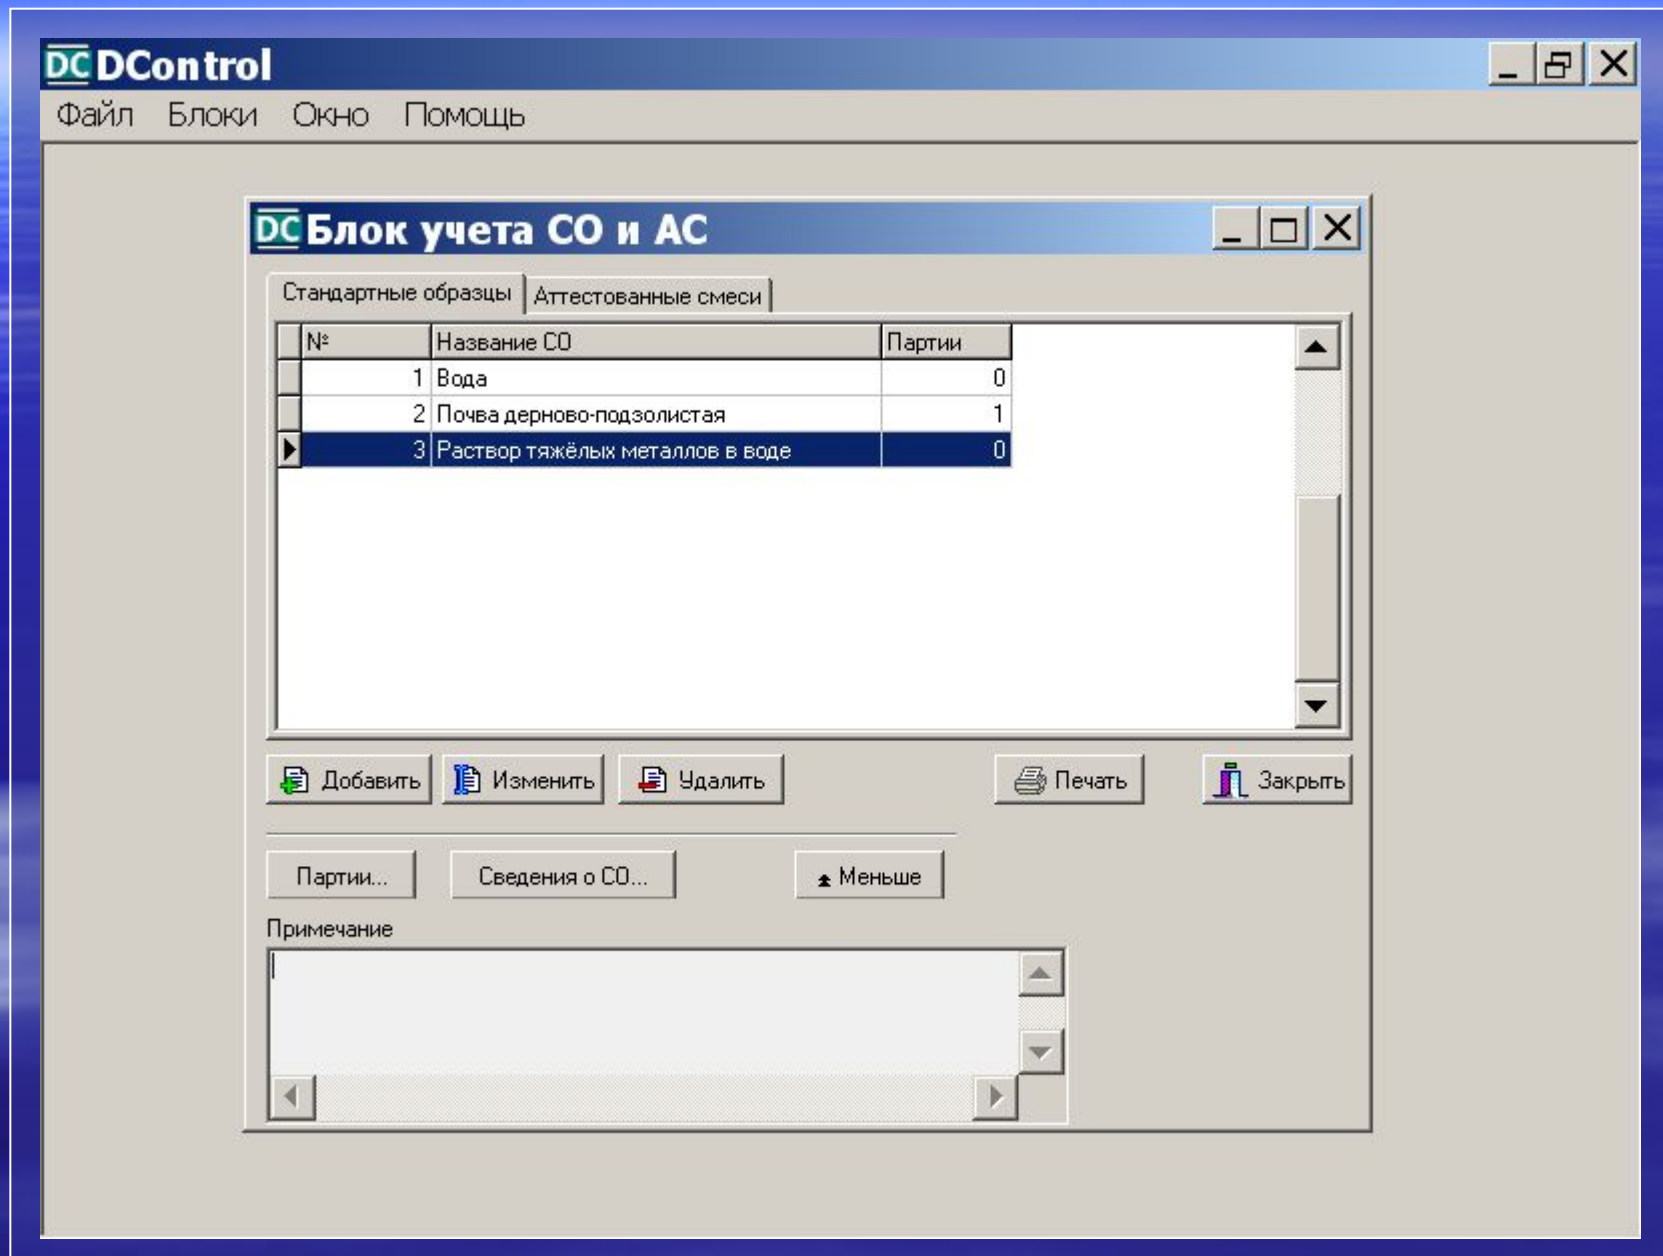 DC DControl
Файл Блоки Окно Помощь
DC Блок учета СО и АС
Стандартные образцы Аттестованные смеси
№ Название СО Партии
1 Вода 0
2 Почва дерново-подзолистая 1
3 Раствор тяжёлых металлов в воде 0
Добавить Изменить Удалить Печать Закрыть
Партии... Сведения о СО... Меньше
Примечание